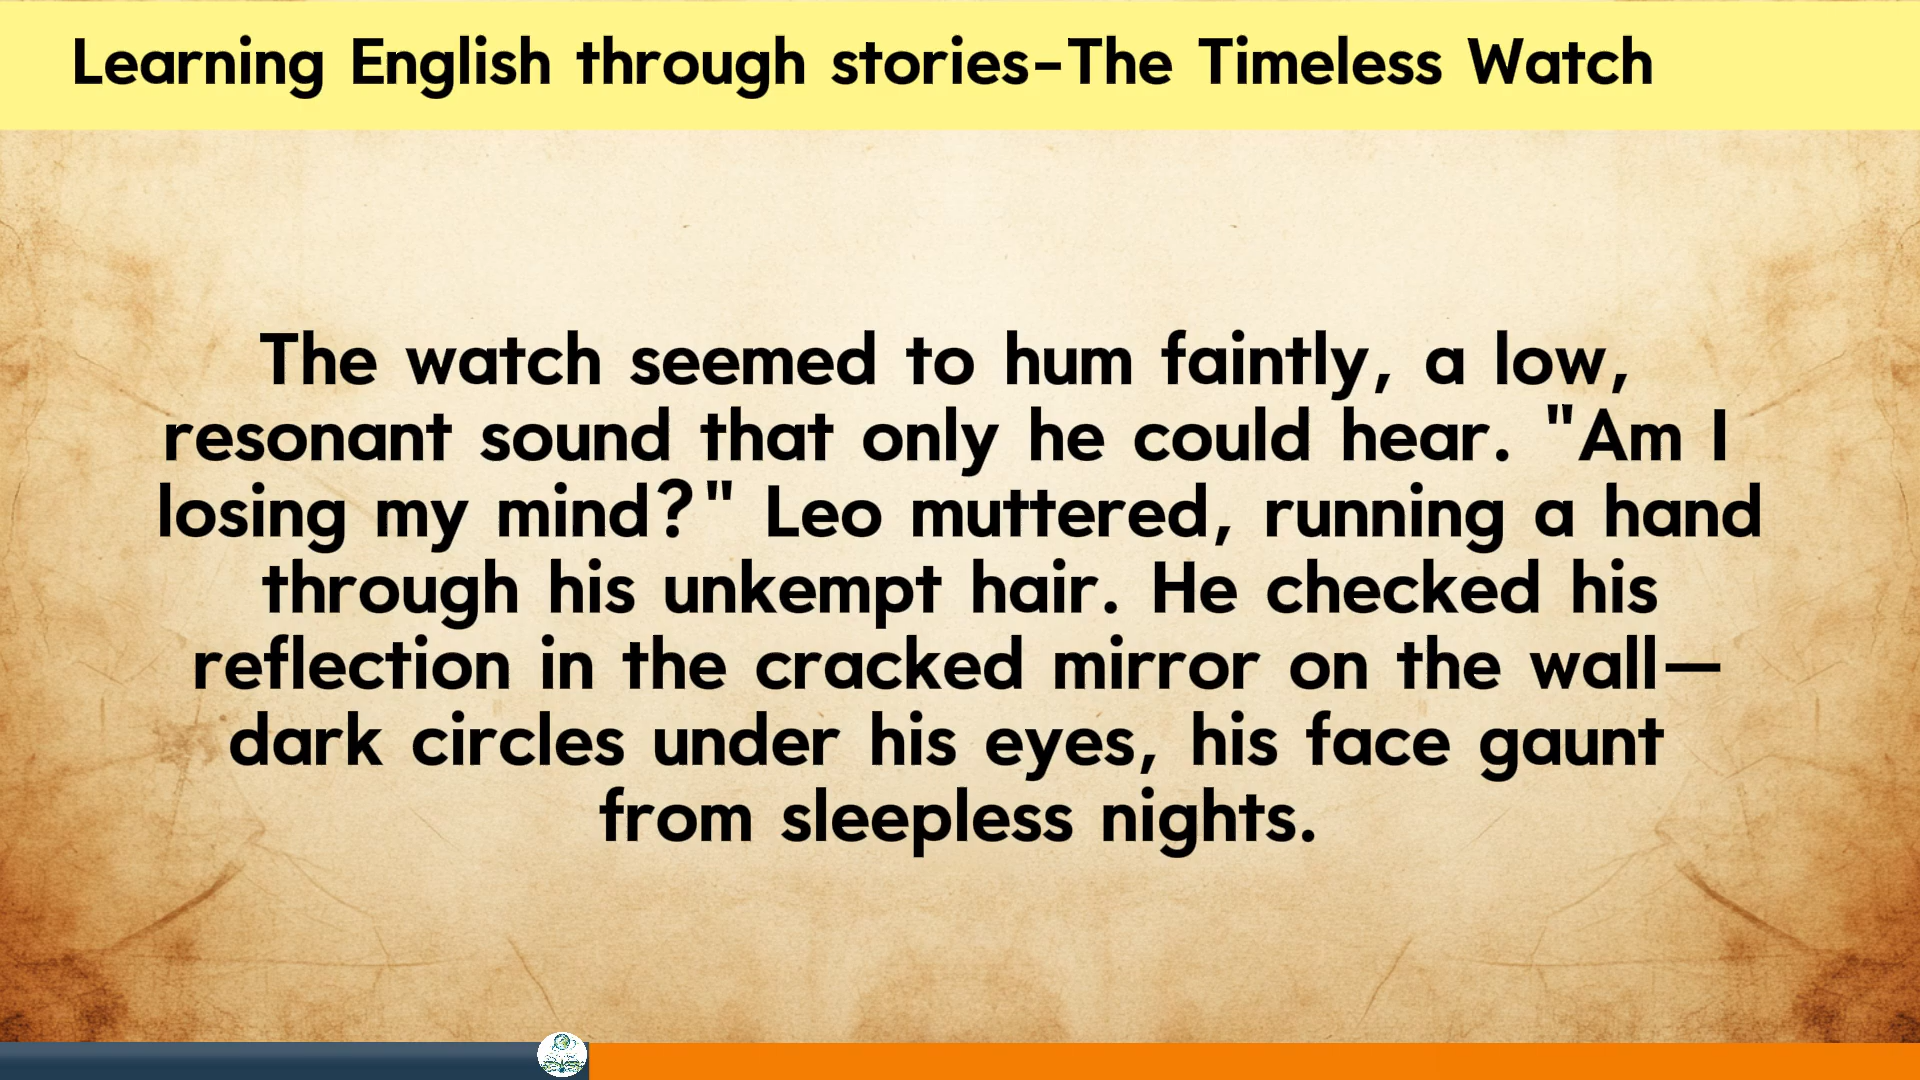 Learning English through stories-The Timeless Watch
The watch seemed to hum faintly, a low,
resonant sound that only he could hear. "Am I
losing my mind?" Leo muttered, running a hand
through his unkempt hair. He checked his
reflection in the cracked mirror on the wall—
dark circles under his eyes, his face gaunt
from sleepless nights.